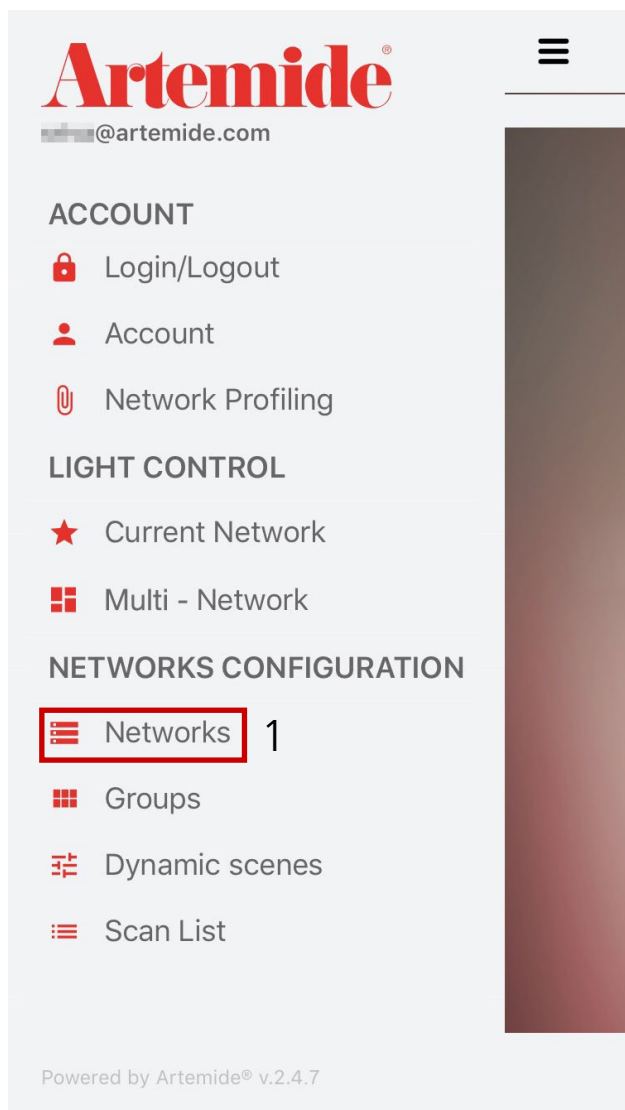 Artemide®
@artemide.com
ACCOUNT
Login/Logout
Account
Network Profiling
LIGHT CONTROL
Current Network
Multi - Network
NETWORKS CONFIGURATION
Networks 1
Groups
Dynamic scenes
Scan List
Powered by Artemide® v.2.4.7